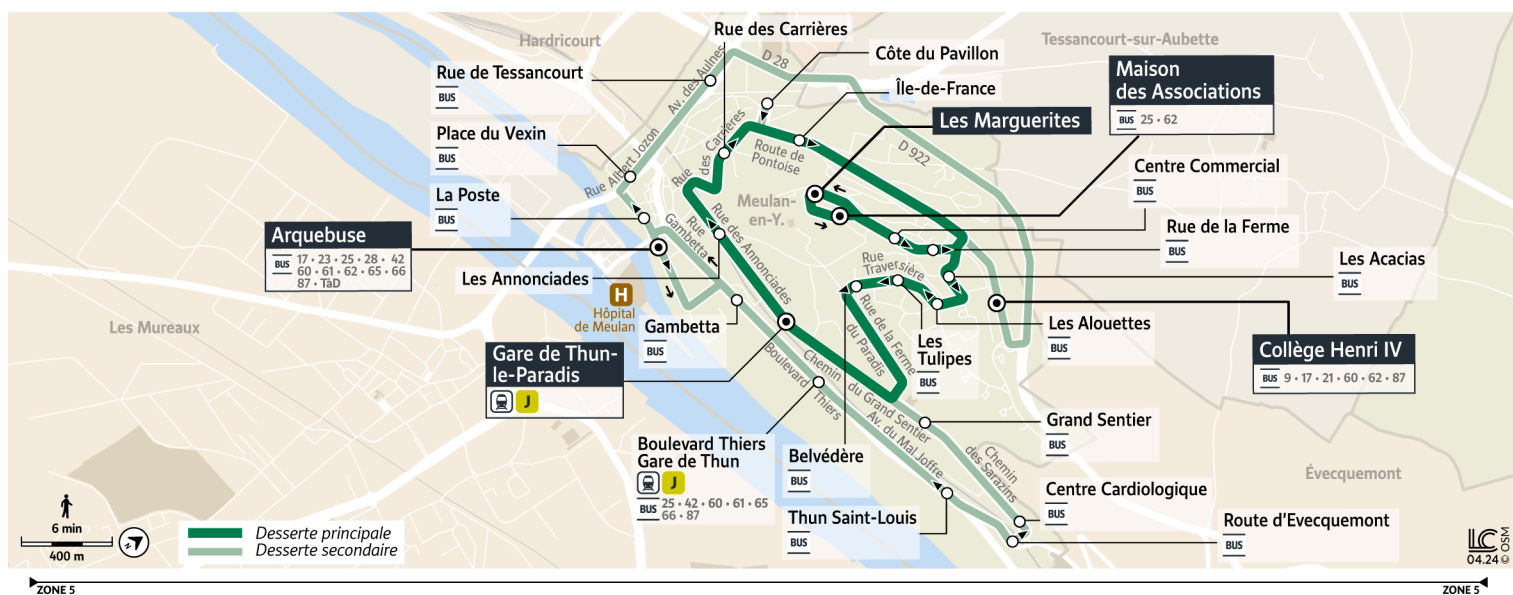 Hardricourt
Rue des Carrières
Côte du Pavillon
Tessancourt-sur-Aubette
D 28
Av. des Aulnes
Rue de Tessancourt
BUS
Île-de-France
Maison
des Associations
BUS 25 • 62
Les Marguerites
Place du Vexin
BUS
Rue Albert Jozon
Rue des Carrières
Route de
Pontoise
D 922
Centre Commercial
BUS
La Poste
BUS
Meulan-
en-Y.
Rue de la Ferme
BUS
Arquebuse
BUS 17 • 23 • 25 • 28 • 42
60 • 61 • 62 • 65 • 66
87 • TàD
Rue
Gambetta
Rue des Annonciades
Rue
Traversière
Les Acacias
BUS
Les Annonciades
H
Hôpital
de Meulan
Les Mureaux
Gambetta
BUS
Rue de la Ferme
du Paradis
Les
Tulipes
BUS
Les Alouettes
BUS
Collège Henri IV
BUS 9 • 17 • 21 • 60 • 62 • 87
Gare de Thun-
le-Paradis
J
Boulevard
Thiers
Chemin du Grand Sentier
Av. du Mal Joffre
Grand Sentier
BUS
Boulevard Thiers
Gare de Thun
J
BUS 25 • 42 • 60 • 61 • 65
66 • 87
Belvédère
BUS
Chemin
des Sarazins
Évecquemont
Centre Cardiologique
BUS
Thun Saint-Louis
BUS
Route d'Evecquemont
BUS
6 min
400 m
Desserte principale
Desserte secondaire
LC
04.24 © OSM
ZONE 5
ZONE 5